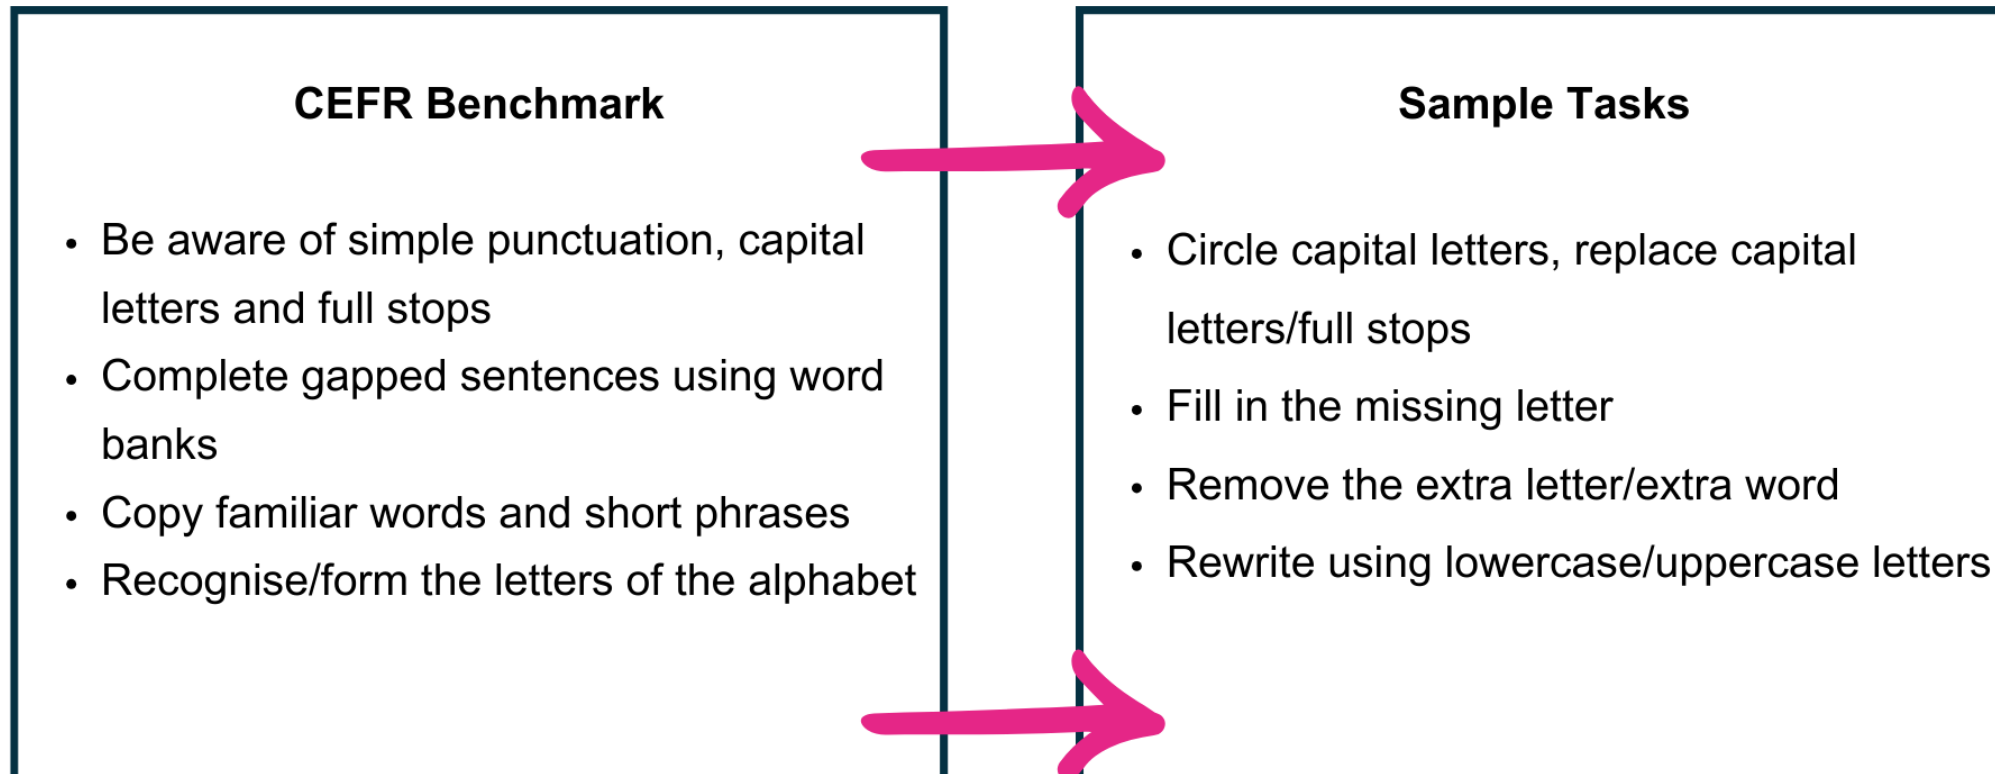 CEFR Benchmark
• Be aware of simple punctuation, capital
letters and full stops
• Complete gapped sentences using word
banks
• Copy familiar words and short phrases
• Recognise/form the letters of the alphabet
Sample Tasks
• Circle capital letters, replace capital
letters/full stops
• Fill in the missing letter
• Remove the extra letter/extra word
• Rewrite using lowercase/uppercase letters